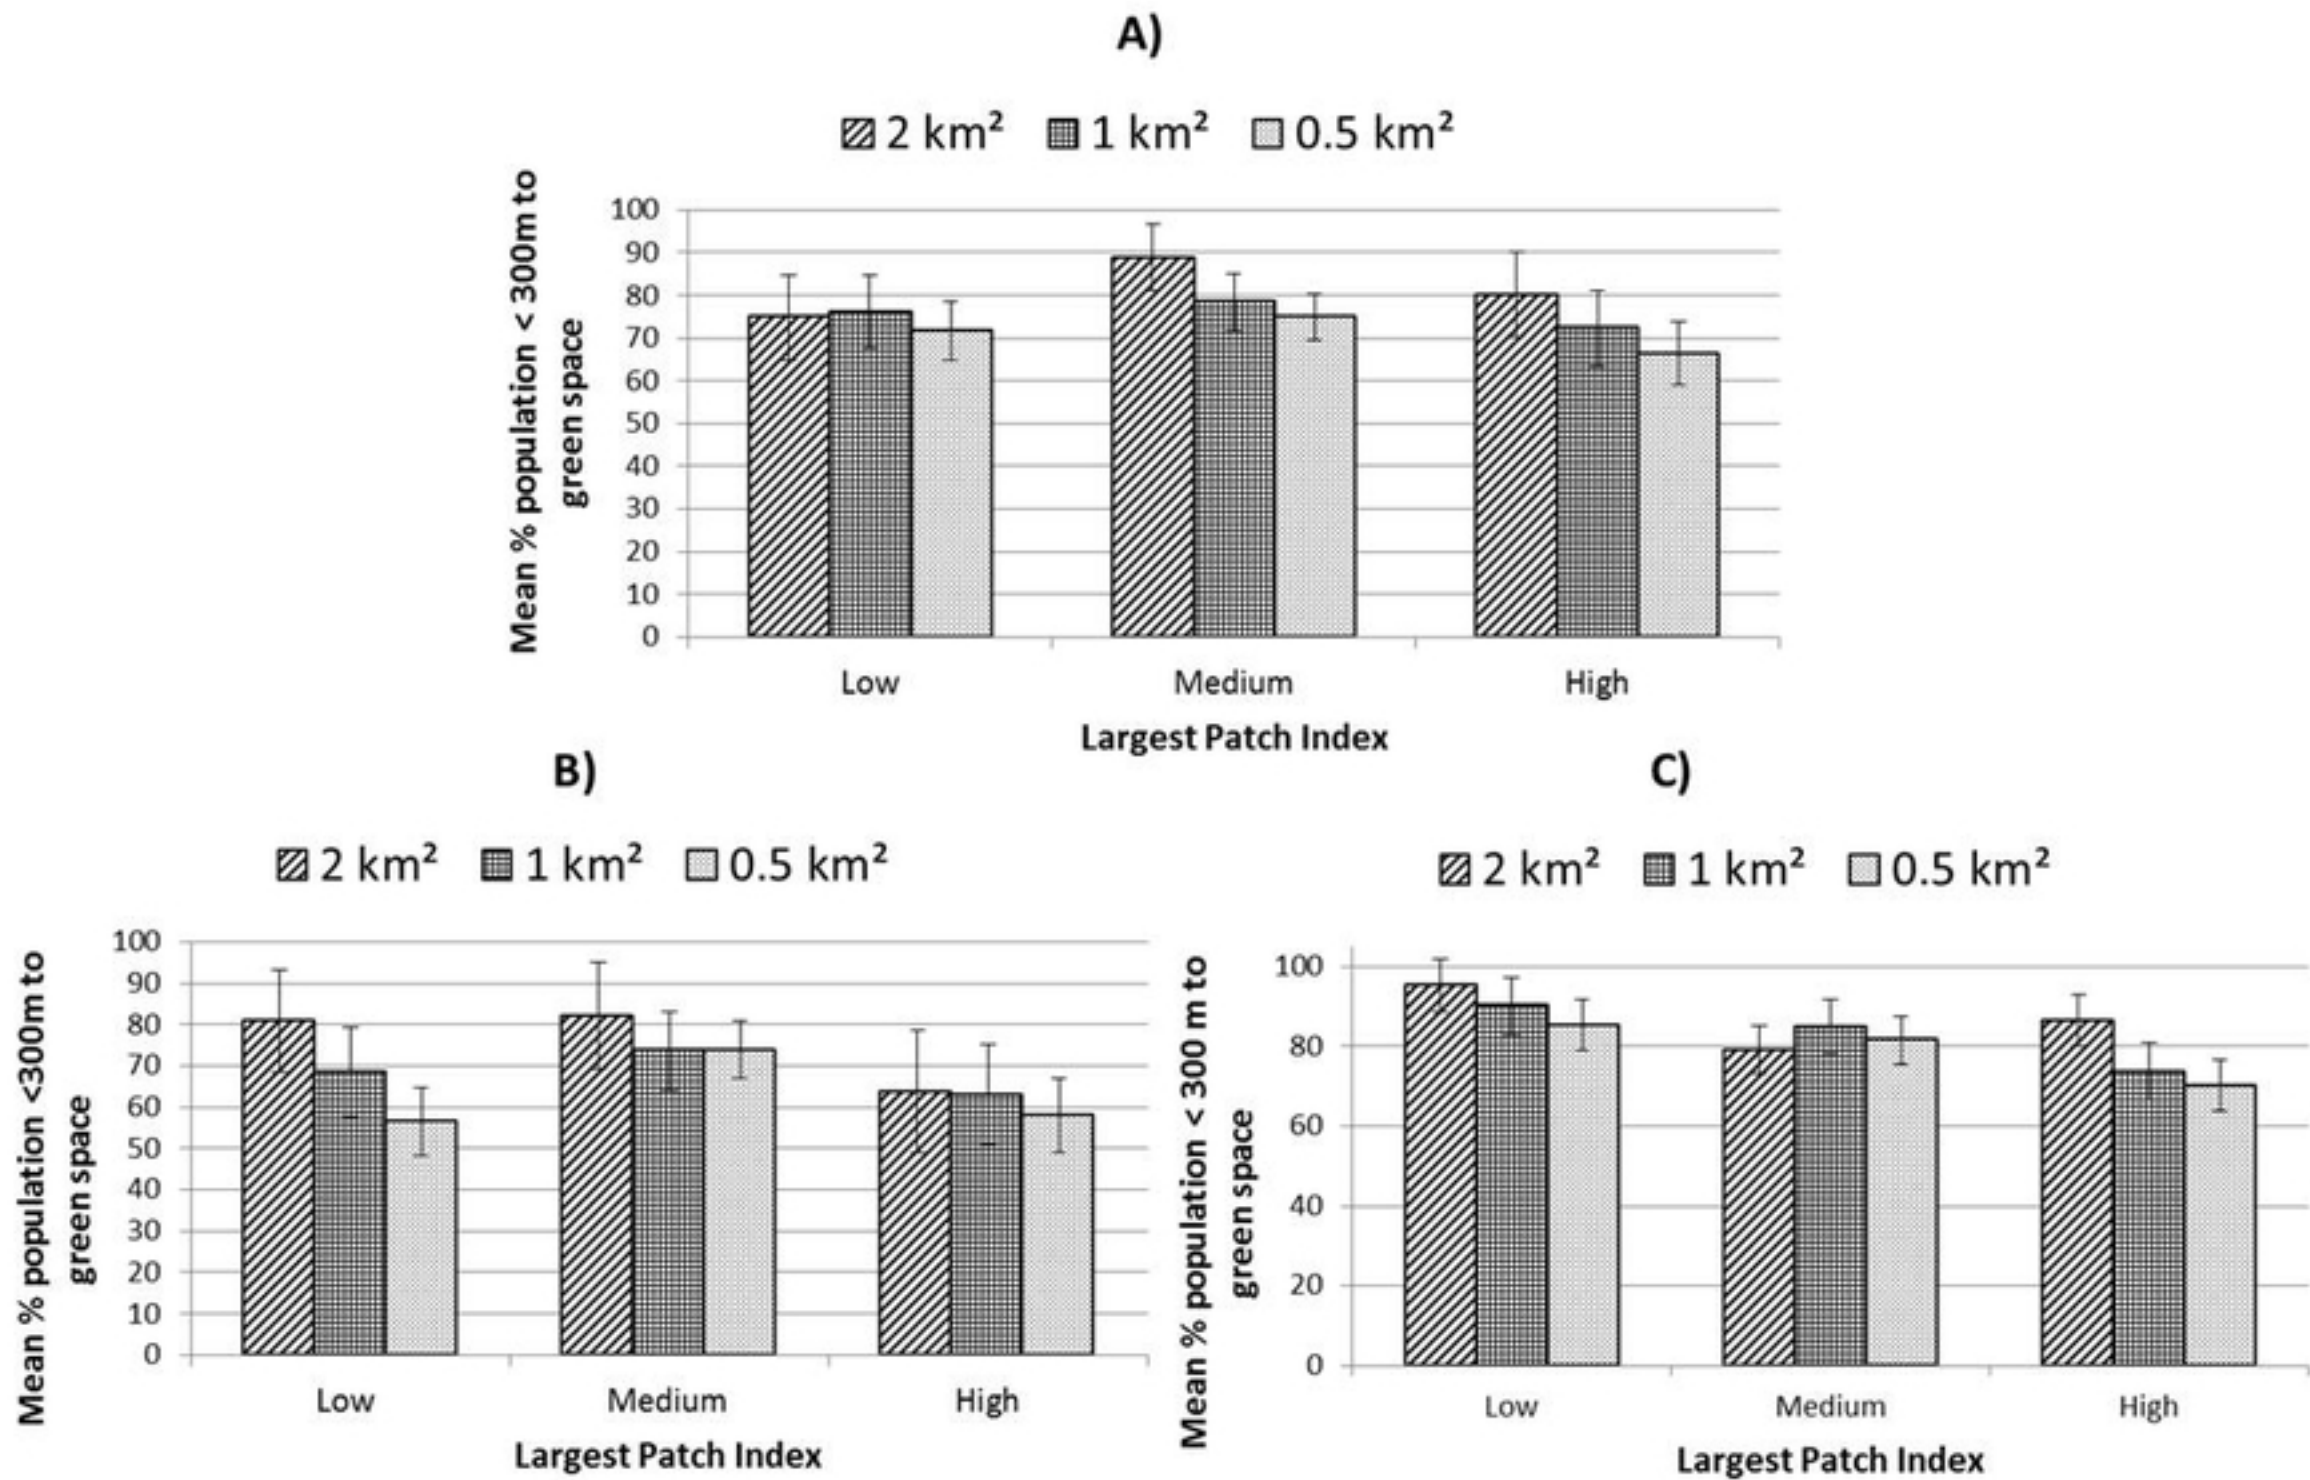 A)
2 km² 1 km² 0.5 km²
Mean % population < 300m to
green space
100
90
80
70
60
50
40
30
20
10
0
Low Medium High
Largest Patch Index
B)
2 km² 1 km² 0.5 km²
Mean % population <300m to
green space
100
90
80
70
60
50
40
30
20
10
0
Low Medium High
Largest Patch Index
C)
2 km² 1 km² 0.5 km²
Mean % population < 300 m to
green space
100
80
60
40
20
0
Low Medium High
Largest Patch Index